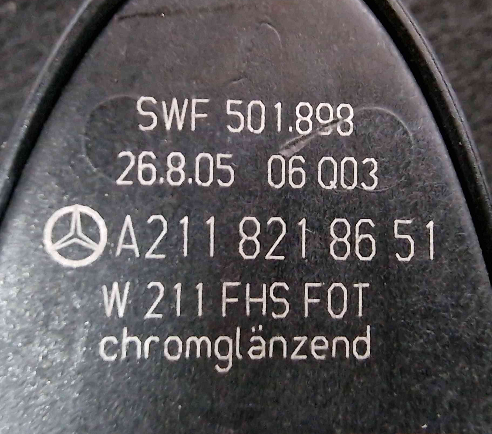 SWF 501.898
26.8.05 06 Q03
A211 821 86 51
W 211 FHS FOT
chromglänzend